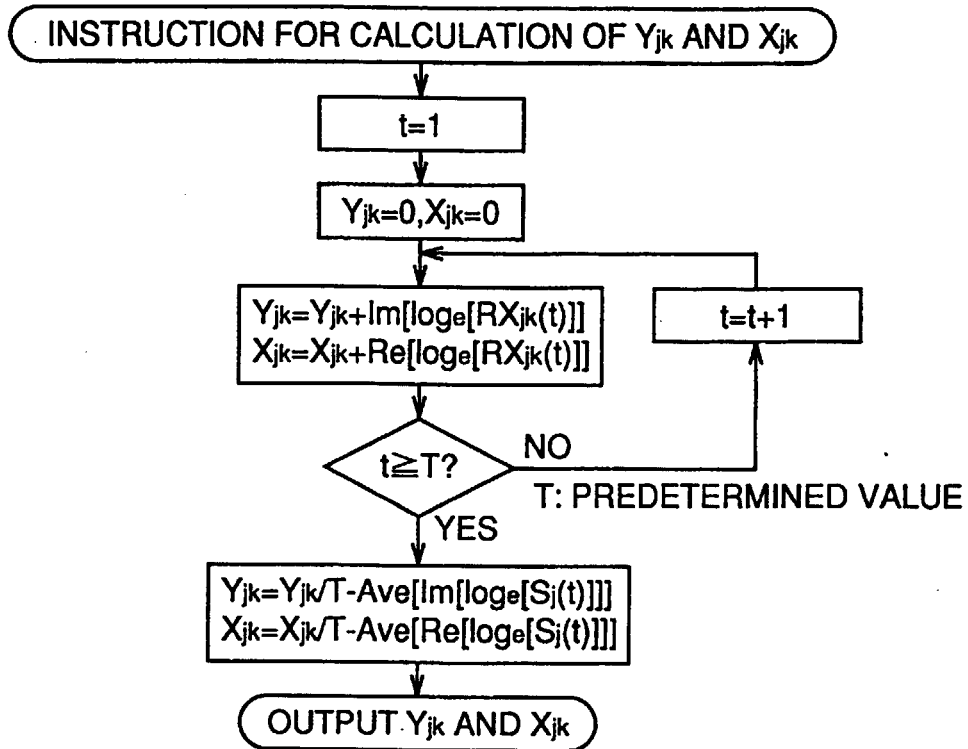 INSTRUCTION FOR CALCULATION OF Yjk AND Xjk
t=1
Yjk=0,Xjk=0
Yjk=Yjk+Im[loge[RXjk(t)]]
Xjk=Xjk+Re[loge[RXjk(t)]]
t=t+1
t≧T?
NO
T: PREDETERMINED VALUE
YES
Yjk=Yjk/T-Ave[Im[loge[Sj(t)]]]
Xjk=Xjk/T-Ave[Re[loge[Sj(t)]]]
OUTPUT Yjk AND Xjk